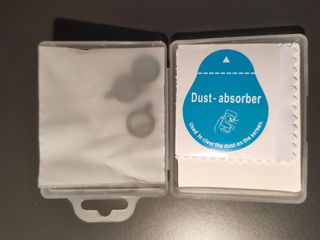 Dust-absorber
Used to clear the dust on the screen.